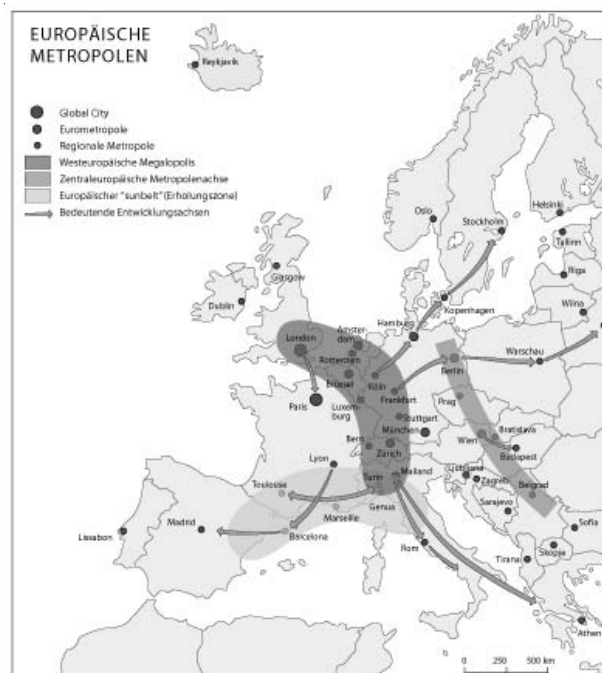 EUROPÄISCHE
METROPOLEN
Global City
Eurometropole
Regionale Metropole
Westeuropäische Megalopolis
Zentraleuropäische Metropolenachse
Europäischer "sunbelt" (Erholungszone)
Bedeutende Entwicklungsachsen
Reykjavik
Helsinki
Oslo
Stockholm
Tallinn
Riga
Glasgow
Wilna
Dublin
Kopenhagen
Hamburg
London
Amster-
dam
Rotterdam
Warschau
Berlin
Brüssel
Köln
Prag
Frankfurt
Paris
Luxem-
burg
Stuttgart
München
Bratislava
Wien
Budapest
Bern
Zürich
Lyon
Ljubljana
Zagreb
Turin
Mailand
Belgrad
Toulouse
Sarajevo
Genua
Marseille
Sofia
Madrid
Lissabon
Barcelona
Rom
Skopje
Tirana
Athen
0 250 500 km